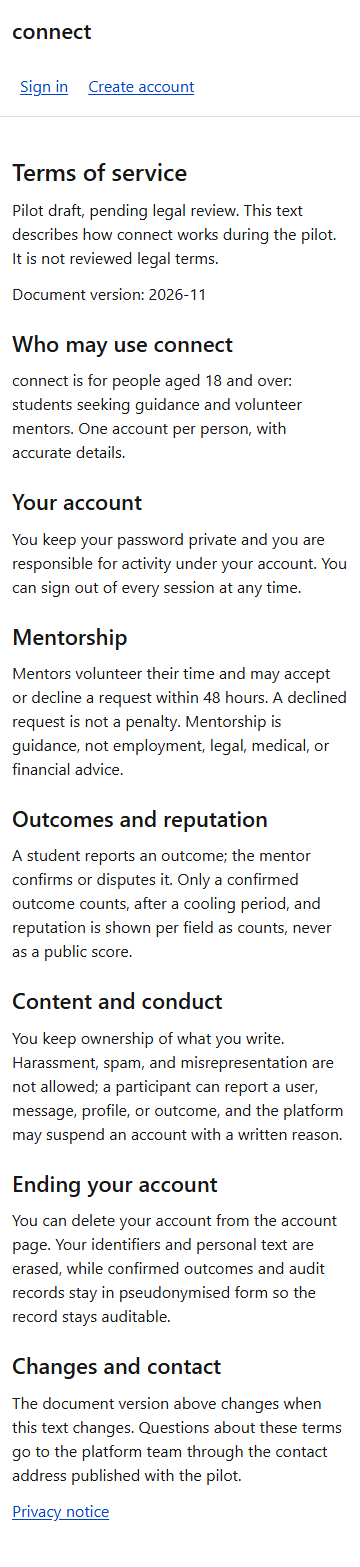 connect
Sign in Create account
Terms of service
Pilot draft, pending legal review. This text
describes how connect works during the pilot.
It is not reviewed legal terms.
Document version: 2026-11
Who may use connect
connect is for people aged 18 and over:
students seeking guidance and volunteer
mentors. One account per person, with
accurate details.
Your account
You keep your password private and you are
responsible for activity under your account. You
can sign out of every session at any time.
Mentorship
Mentors volunteer their time and may accept
or decline a request within 48 hours. A declined
request is not a penalty. Mentorship is
guidance, not employment, legal, medical, or
financial advice.
Outcomes and reputation
A student reports an outcome; the mentor
confirms or disputes it. Only a confirmed
outcome counts, after a cooling period, and
reputation is shown per field as counts, never
as a public score.
Content and conduct
You keep ownership of what you write.
Harassment, spam, and misrepresentation are
not allowed; a participant can report a user,
message, profile, or outcome, and the platform
may suspend an account with a written reason.
Ending your account
You can delete your account from the account
page. Your identifiers and personal text are
erased, while confirmed outcomes and audit
records stay in pseudonymised form so the
record stays auditable.
Changes and contact
The document version above changes when
this text changes. Questions about these terms
go to the platform team through the contact
address published with the pilot.
Privacy notice